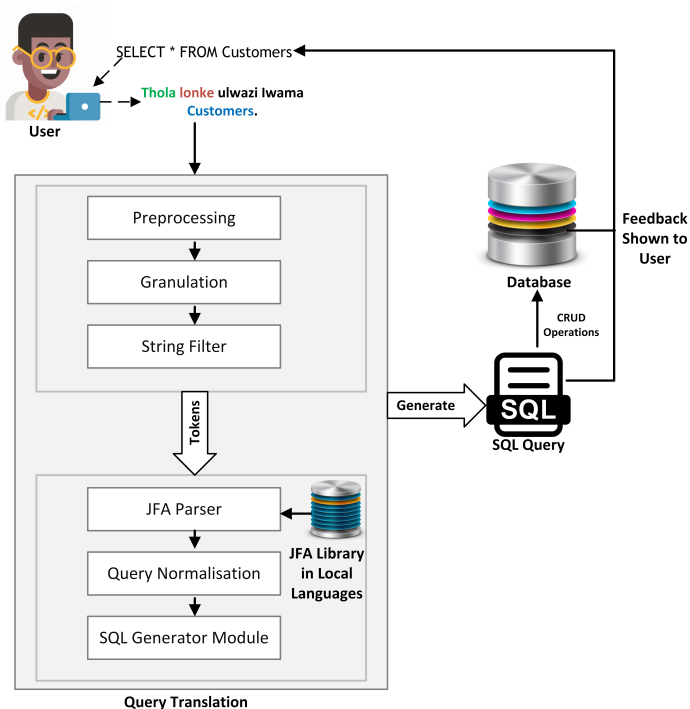 SELECT * FROM Customers
Thola lonke ulwazi lwama
Customers.
</>
User
Preprocessing
Granulation
String Filter
Tokens
JFA Parser
JFA Library
in Local
Languages
Query Normalisation
SQL Generator Module
Query Translation
Generate
SQL
SQL Query
CRUD
Operations
Database
Feedback
Shown to
User